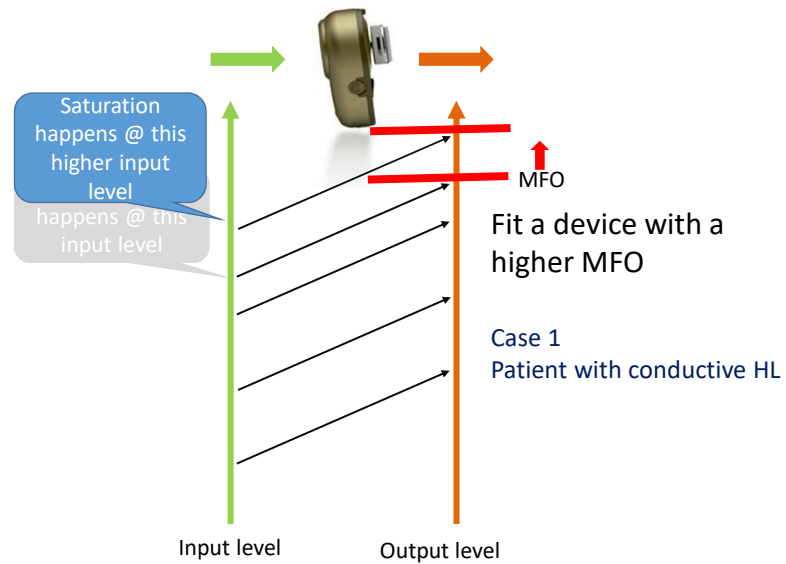 Saturation
happens @ this
higher input
level
happens @ this
input level
MFO
Fit a device with a
higher MFO
Case 1
Patient with conductive HL
Input level
Output level